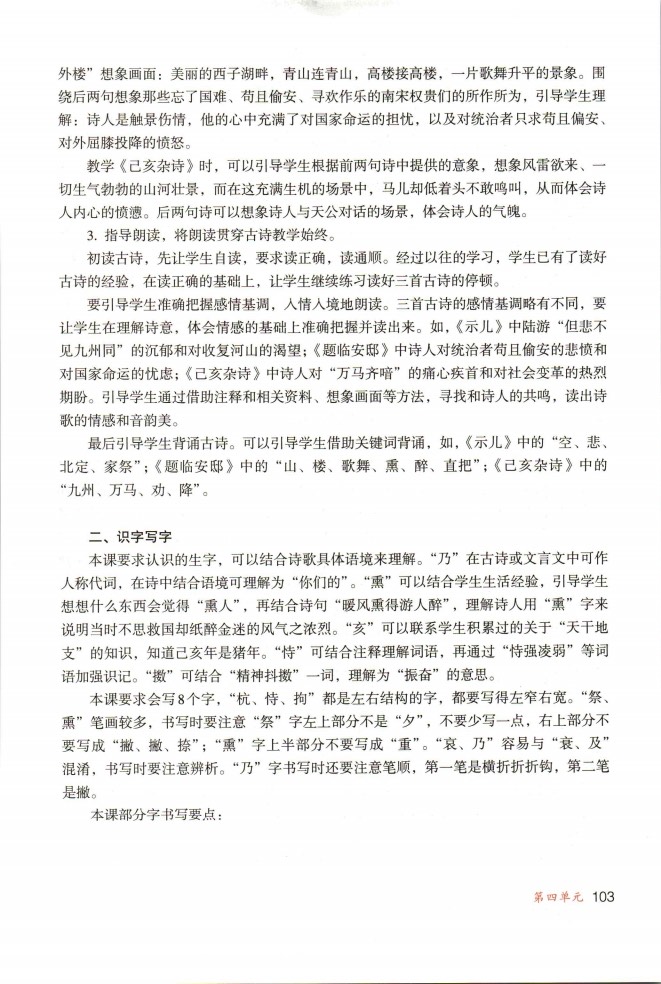 外楼”想象画面：美丽的西子湖畔，青山连青山，高楼接高楼，一片歌舞升平的景象。围
绕后两句想象那些忘了国难、苟且偷安、寻欢作乐的南宋权贵们的所作所为，引导学生理
解：诗人是触景伤情，他的心中充满了对国家命运的担忧，以及对统治者只求苟且偏安、
对外屈膝投降的愤怒。
教学《己亥杂诗》时，可以引导学生根据前两句诗中提供的意象，想象风雷欲来、一
切生气勃勃的山河壮景，而在这充满生机的场景中，马儿却低着头不敢鸣叫，从而体会诗
人内心的愤懑。后两句诗可以想象诗人与天公对话的场景，体会诗人的气魄。
3. 指导朗读，将朗读贯穿古诗教学始终。
初读古诗，先让学生自读，要求读正确，读通顺。经过以往的学习，学生已有了读好
古诗的经验，在读正确的基础上，让学生继续练习读好三首古诗的停顿。
要引导学生准确把握感情基调，入情入境地朗读。三首古诗的感情基调略有不同，要
让学生在理解诗意，体会情感的基础上准确把握并读出来。如，《示儿》中陆游“但悲不
见九州同”的沉郁和对收复河山的渴望；《题临安邸》中诗人对统治者苟且偷安的悲愤和
对国家命运的忧虑；《己亥杂诗》中诗人对“万马齐喑”的痛心疾首和对社会变革的热烈
期盼。引导学生通过借助注释和相关资料、想象画面等方法，寻找和诗人的共鸣，读出诗
歌的情感和音韵美。
最后引导学生背诵古诗。可以引导学生借助关键词背诵，如，《示儿》中的“空、悲、
北定、家祭”；《题临安邸》中的“山、楼、歌舞、熏、醉、直把”；《己亥杂诗》中的
“九州、万马、劝、降”。
二、识字写字
本课要求认识的生字，可以结合诗歌具体语境来理解。“乃”在古诗或文言文中可作
人称代词，在诗中结合语境可理解为“你们的”。“熏”可以结合学生生活经验，引导学生
想想什么东西会觉得“熏人”，再结合诗句“暖风熏得游人醉”，理解诗人用“熏”字来
说明当时不思救国却纸醉金迷的风气之浓烈。“亥”可以联系学生积累过的关于“天干地
支”的知识，知道己亥年是猪年。“恃”可结合注释理解词语，再通过“恃强凌弱”等词
语加强识记。“擞”可结合“精神抖擞”一词，理解为“振奋”的意思。
本课要求会写8个字，“杭、恃、拘”都是左右结构的字，都要写得左窄右宽。“祭、
熏”笔画较多，书写时要注意“祭”字左上部分不是“夕”，不要少写一点，右上部分不
要写成“撇、撇、捺”；“熏”字上半部分不要写成“重”。“哀、乃”容易与“衰、及”
混淆，书写时要注意辨析。“乃”字书写时还要注意笔顺，第一笔是横折折折钩，第二笔
是撇。
本课部分字书写要点：
第四单元 103